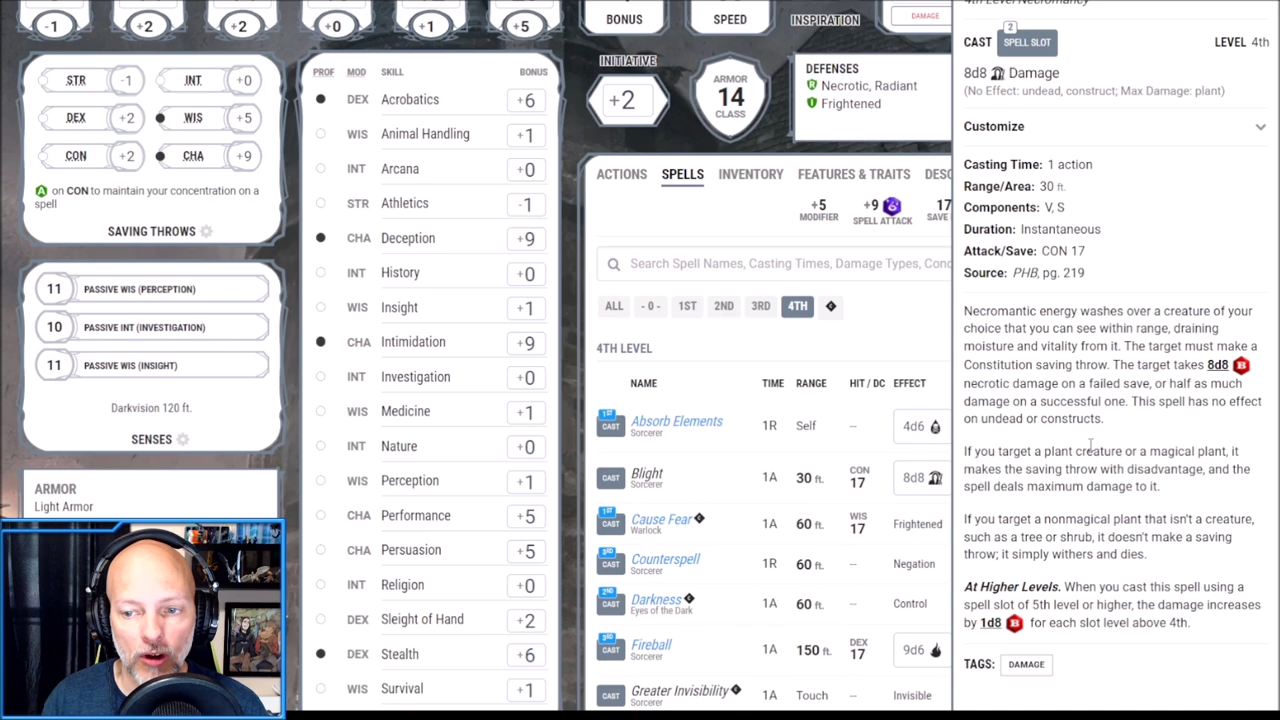 -1
+2
+2
+0
+1
+5
STR -1 INT +0
DEX +2 WIS +5
CON +2 CHA +9
A on CON to maintain your concentration on a
spell
SAVING THROWS
11 PASSIVE WIS (PERCEPTION)
10 PASSIVE INT (INVESTIGATION)
11 PASSIVE WIS (INSIGHT)
Darkvision 120 ft.
SENSES
ARMOR
Light Armor
PROF MOD SKILL BONUS
DEX Acrobatics +6
WIS Animal Handling +1
INT Arcana +0
STR Athletics -1
CHA Deception +9
INT History +0
WIS Insight +1
CHA Intimidation +9
INT Investigation +0
WIS Medicine +1
INT Nature +0
WIS Perception +1
CHA Performance +5
CHA Persuasion +5
INT Religion +0
DEX Sleight of Hand +2
DEX Stealth +6
WIS Survival +1
BONUS
SPEED
INSPIRATION
DAMAGE
INITIATIVE
+2
ARMOR
14
CLASS
DEFENSES
R Necrotic, Radiant
I Frightened
ACTIONS SPELLS INVENTORY FEATURES & TRAITS DESC
+5 +9 17
MODIFIER SPELL ATTACK SAVE
Search Spell Names, Casting Times, Damage Types, Conc
ALL - 0 - 1ST 2ND 3RD 4TH
4TH LEVEL
NAME TIME RANGE HIT / DC EFFECT
1ST CAST Absorb Elements 1R Self -- 4d6
Sorcerer
CAST Blight 1A 30 ft. CON 17 8d8
Sorcerer
1ST CAST Cause Fear 1A 60 ft. WIS 17 Frightened
Warlock
3RD CAST Counterspell 1R 60 ft. -- Negation
Sorcerer
2ND CAST Darkness 1A 60 ft. -- Control
Eyes of the Dark
3RD CAST Fireball 1A 150 ft. DEX 17 9d6
Sorcerer
CAST Greater Invisibility 1A Touch -- Invisible
Sorcerer
4th Level Necromancy
2
CAST SPELL SLOT LEVEL 4th
8d8 Damage
(No Effect: undead, construct; Max Damage: plant)
Customize
Casting Time: 1 action
Range/Area: 30 ft.
Components: V, S
Duration: Instantaneous
Attack/Save: CON 17
Source: PHB, pg. 219
Necromantic energy washes over a creature of your
choice that you can see within range, draining
moisture and vitality from it. The target must make a
Constitution saving throw. The target takes 8d8 B
necrotic damage on a failed save, or half as much
damage on a successful one. This spell has no effect
on undead or constructs.
If you target a plant creature or a magical plant, it
makes the saving throw with disadvantage, and the
spell deals maximum damage to it.
If you target a nonmagical plant that isn't a creature,
such as a tree or shrub, it doesn't make a saving
throw; it simply withers and dies.
At Higher Levels. When you cast this spell using a
spell slot of 5th level or higher, the damage increases
by 1d8 B for each slot level above 4th.
TAGS: DAMAGE